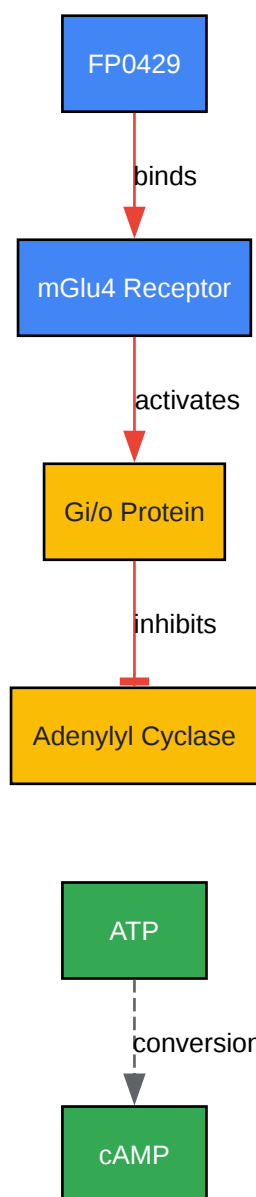 FP0429
binds
mGlu4 Receptor
activates
Gi/o Protein
inhibits
Adenylyl Cyclase
ATP
conversion
cAMP